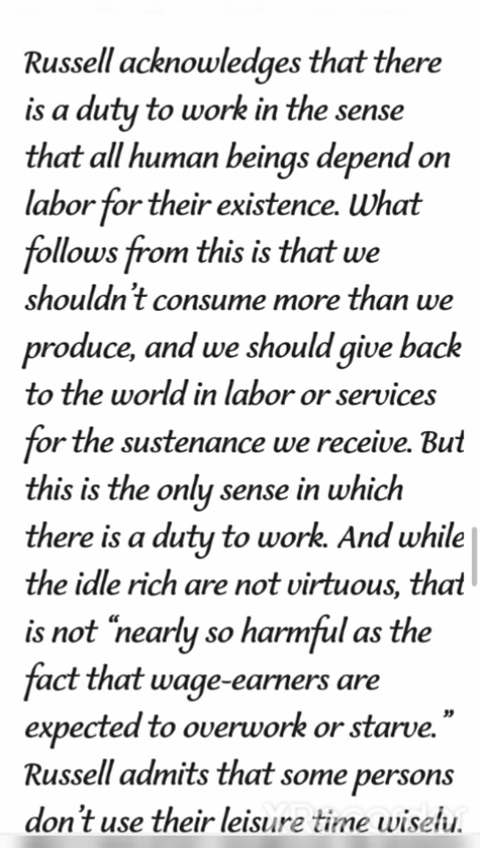 Russell acknowledges that there
is a duty to work in the sense
that all human beings depend on
labor for their existence. What
follows from this is that we
shouldn’t consume more than we
produce, and we should give back
to the world in labor or services
for the sustenance we receive. But
this is the only sense in which
there is a duty to work. And while
the idle rich are not virtuous, that
is not “nearly so harmful as the
fact that wage-earners are
expected to overwork or starve.”
Russell admits that some persons
don’t use their leisure time wisely.
XRecorder